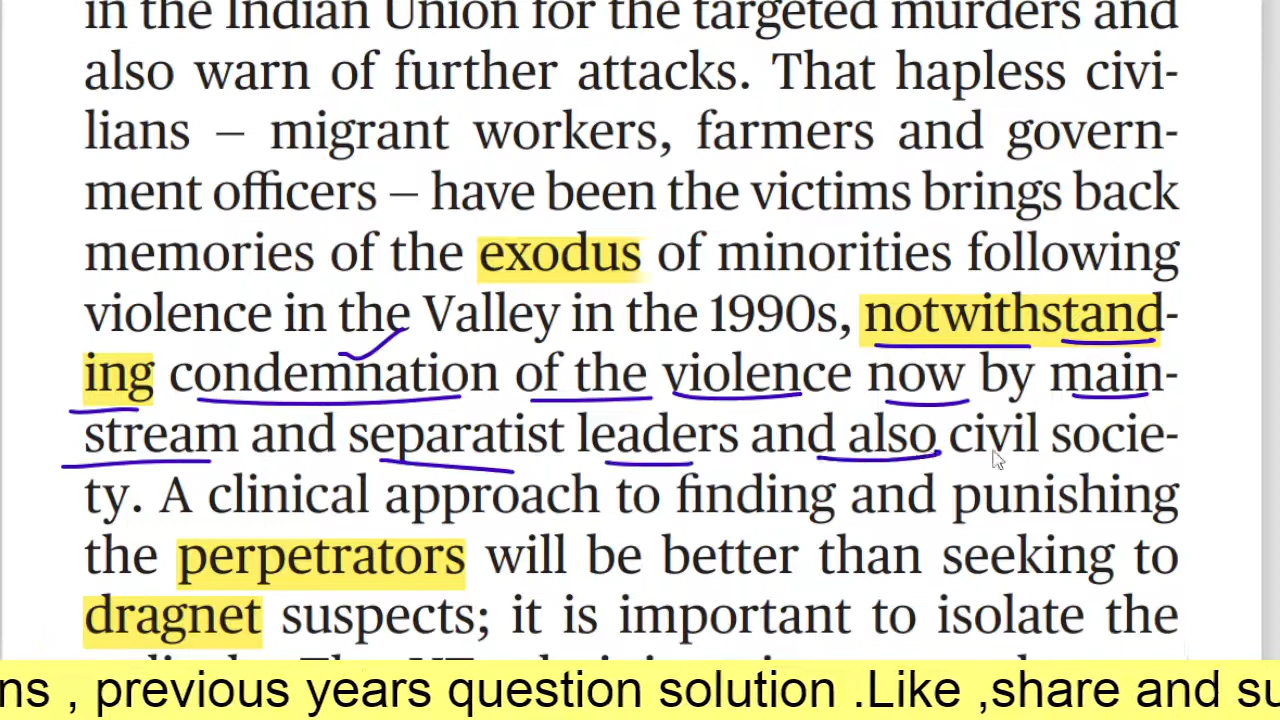 in the Indian Union for the targeted murders and
also warn of further attacks. That hapless civi-
lians – migrant workers, farmers and govern-
ment officers – have been the victims brings back
memories of the exodus of minorities following
violence in the Valley in the 1990s, notwithstand-
ing condemnation of the violence now by main-
stream and separatist leaders and also civil socie-
ty. A clinical approach to finding and punishing
the perpetrators will be better than seeking to
dragnet suspects; it is important to isolate the
ns , previous years question solution .Like ,share and su